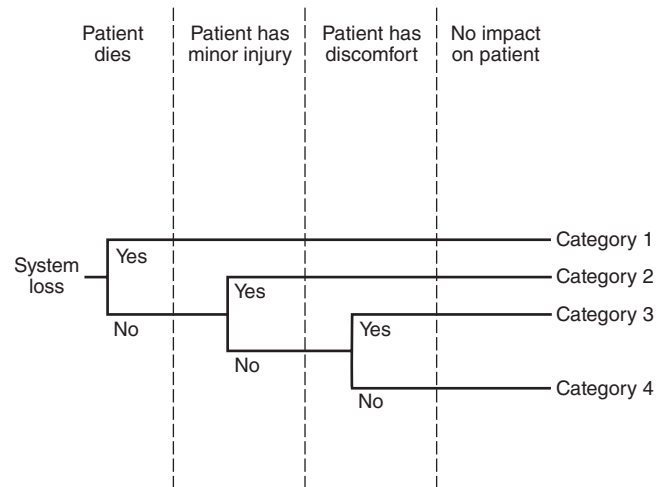 Patient
dies
Patient has
minor injury
Patient has
discomfort
No impact
on patient
System
loss
Yes
No
Yes
No
Yes
No
Category 1
Category 2
Category 3
Category 4